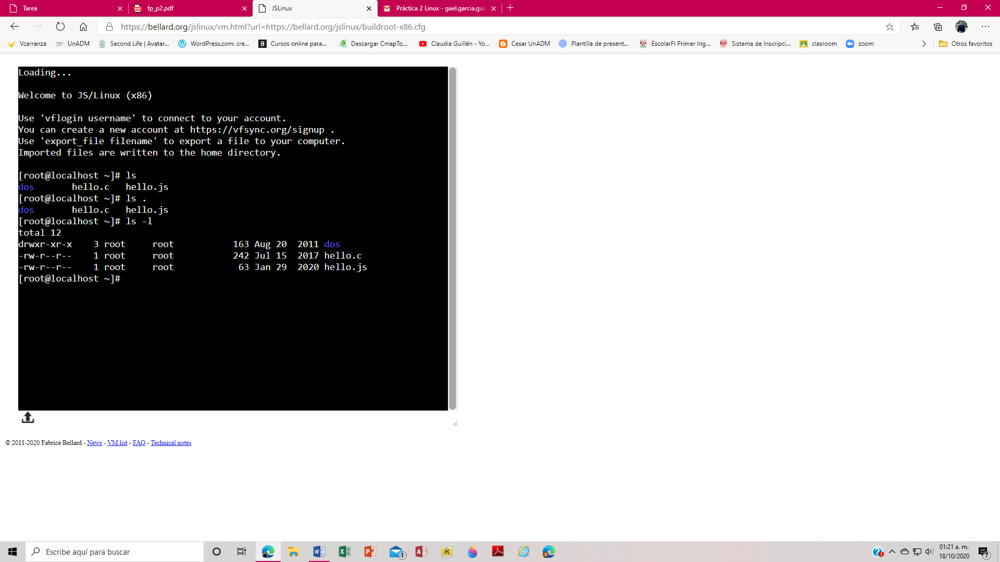 Tarea
fp_p2.pdf
JSLinux
Práctica 2 Linux - gael.garcia.gui
https://bellard.org/jslinux/vm.html?url=https://bellard.org/jslinux/buildroot-x86.cfg
Vcarranza
UnADM
Second Life | Avatar...
WordPress.com: cre...
Cursos online para...
Descargar CmapTo...
Claudia Guillén - Yo...
Cesar UnADM
Plantilla de present...
EscolarFI Primer Ing...
Sistema de Inscripci...
clasroom
zoom
Otros favoritos
Loading...
Welcome to JS/Linux (x86)
Use 'vflogin username' to connect to your account.
You can create a new account at https://vfsync.org/signup .
Use 'export_file filename' to export a file to your computer.
Imported files are written to the home directory.
[root@localhost ~]# ls
dos       hello.c   hello.js
[root@localhost ~]# ls .
dos       hello.c   hello.js
[root@localhost ~]# ls -l
total 12
drwxr-xr-x    3 root     root           163 Aug 20  2011 dos
-rw-r--r--    1 root     root           242 Jul 15  2017 hello.c
-rw-r--r--    1 root     root            63 Jan 29  2020 hello.js
[root@localhost ~]#
© 2011-2020 Fabrice Bellard - News - VM list - FAQ - Technical notes
Escribe aquí para buscar
1
01:21 a. m.
18/10/2020
7